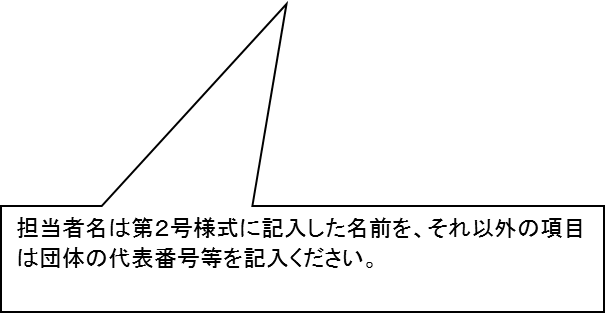 担当者名は第２号様式に記入した名前を、それ以外の項目
は団体の代表番号等を記入ください。